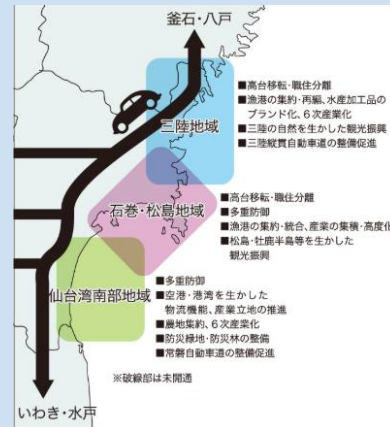 釜石・八戸
三陸地域
■高台移転・職住分離
■漁港の集約・再編、水産加工品の
ブランド化、6次産業化
■三陸の自然を生かした観光振興
■三陸縦貫自動車道の整備促進
石巻・松島地域
■高台移転・職住分離
■多重防御
■漁港の集約・統合、産業の集積・高度化
■松島・牡鹿半島等を生かした
観光振興
仙台湾南部地域
■多重防御
■空港・港湾を生かした
物流機能、産業立地の推進
■農地集約、6次産業化
■防災緑地・防災林の整備
■常磐自動車道の整備促進
※破線部は未開通
いわき・水戸